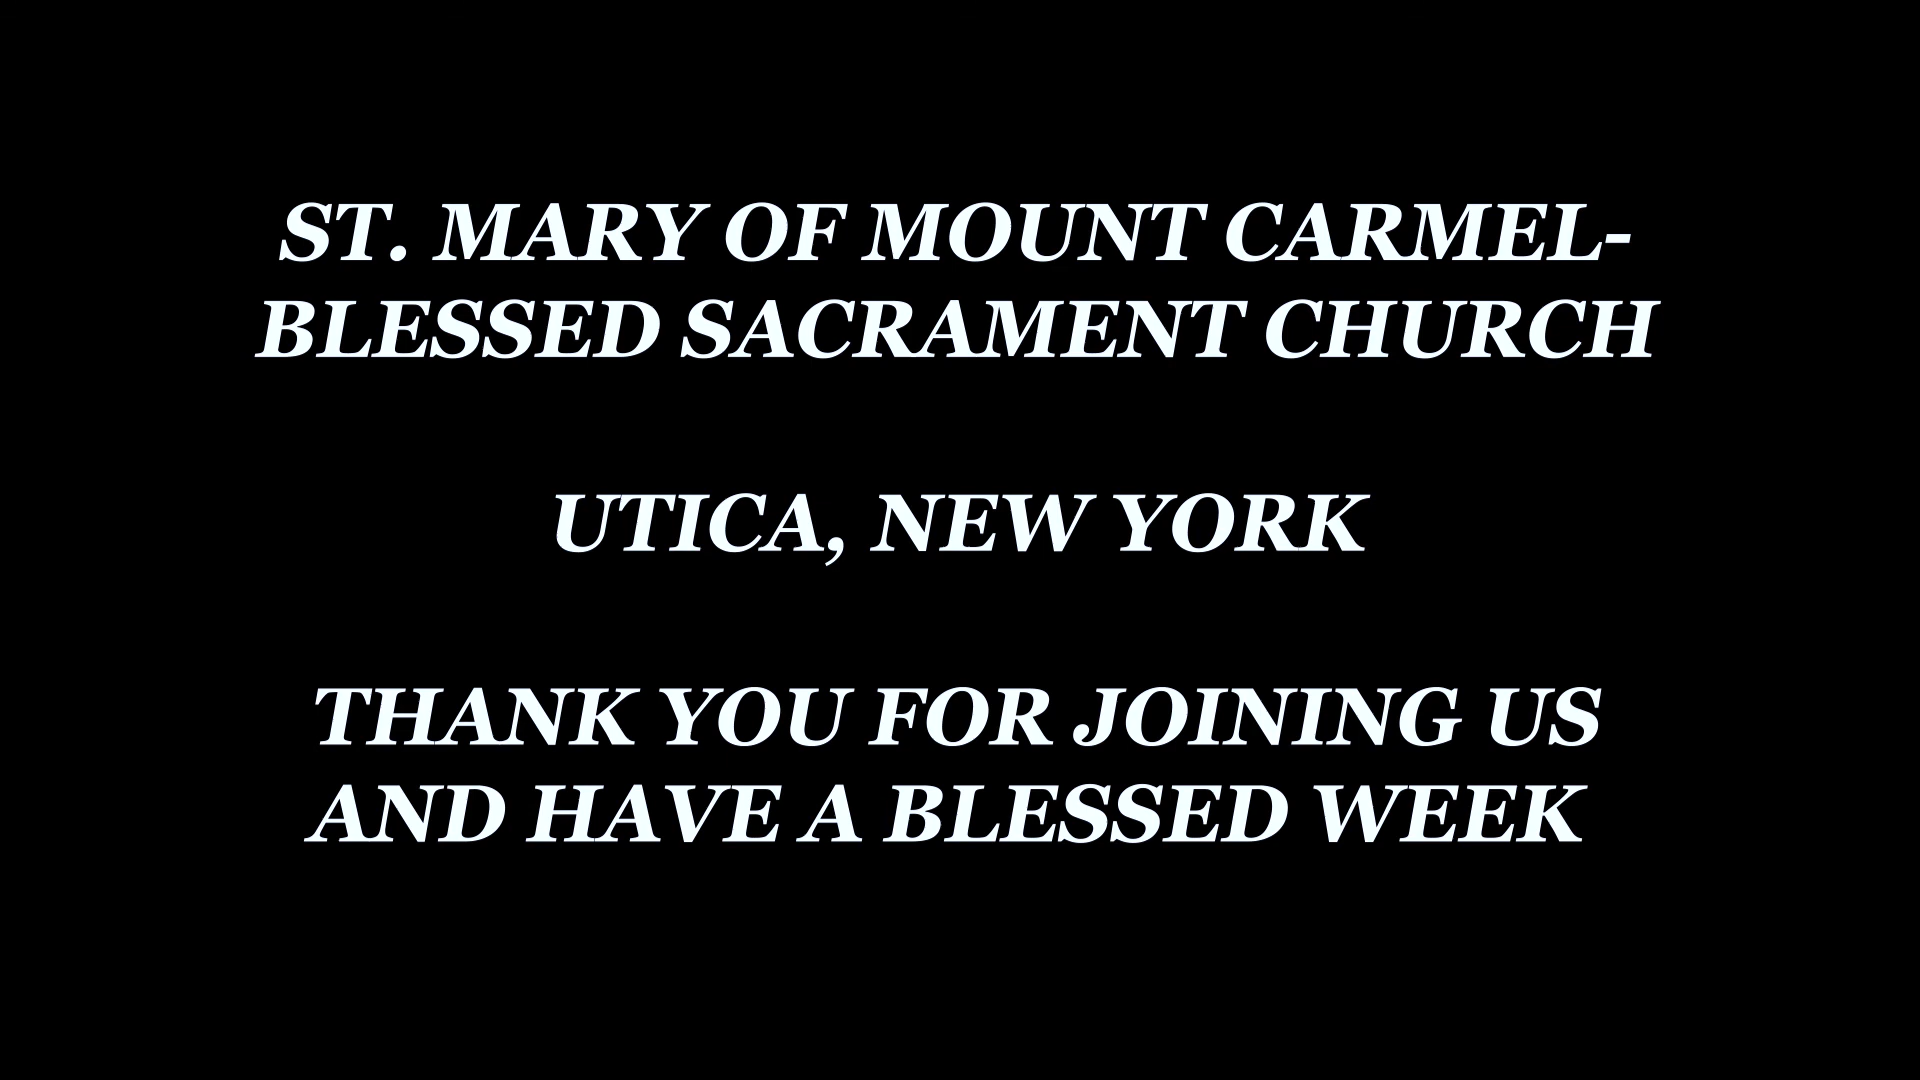 ST. MARY OF MOUNT CARMEL-
BLESSED SACRAMENT CHURCH
UTICA, NEW YORK
THANK YOU FOR JOINING US
AND HAVE A BLESSED WEEK